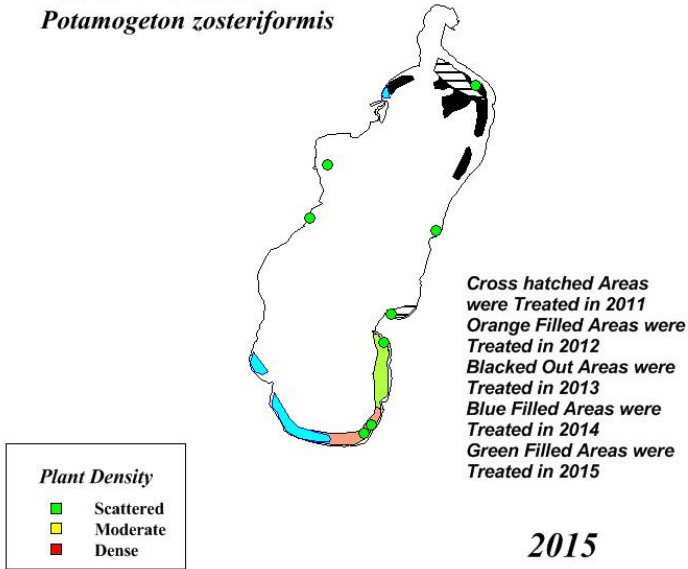 Potamogeton zosteriformis
Cross hatched Areas
were Treated in 2011
Orange Filled Areas were
Treated in 2012
Blacked Out Areas were
Treated in 2013
Blue Filled Areas were
Treated in 2014
Green Filled Areas were
Treated in 2015
Plant Density
Scattered
Moderate
Dense
2015